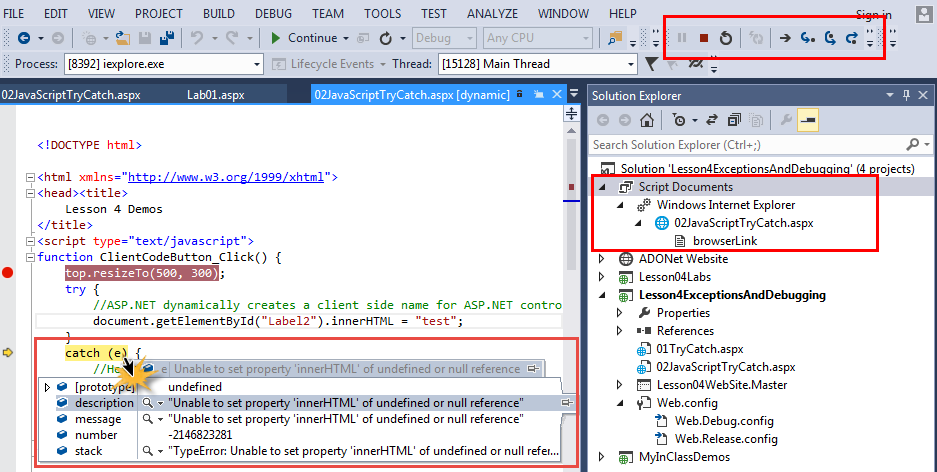 FILE EDIT VIEW PROJECT BUILD DEBUG TEAM TOOLS TEST ANALYZE WINDOW HELP Sign in
Continue Debug Any CPU
Process: [8392] iexplore.exe Lifecycle Events Thread: [15128] Main Thread
02JavaScriptTryCatch.aspx Lab01.aspx 02JavaScriptTryCatch.aspx [dynamic]
<!DOCTYPE html>
<html xmlns="http://www.w3.org/1999/xhtml">
<head><title>
Lesson 4 Demos
</title>
<script type="text/javascript">
function ClientCodeButton_Click() {
top.resizeTo(500, 300);
try {
//ASP.NET dynamically creates a client side name for ASP.NET contro
document.getElementById("Label2").innerHTML = "test";
}
catch (e) {
//He e Unable to set property 'innerHTML' of undefined or null reference
[prototype] undefined
description "Unable to set property 'innerHTML' of undefined or null reference"
message "Unable to set property 'innerHTML' of undefined or null reference"
number -2146823281
stack "TypeError: Unable to set property 'innerHTML' of undefined or null refer...
Solution Explorer
Search Solution Explorer (Ctrl+;)
Solution 'Lesson4ExceptionsAndDebugging' (4 projects)
Script Documents
Windows Internet Explorer
02JavaScriptTryCatch.aspx
browserLink
ADONet Website
Lesson04Labs
Lesson4ExceptionsAndDebugging
Properties
References
01TryCatch.aspx
02JavaScriptTryCatch.aspx
Lesson04WebSite.Master
Web.config
Web.Debug.config
Web.Release.config
MyInClassDemos